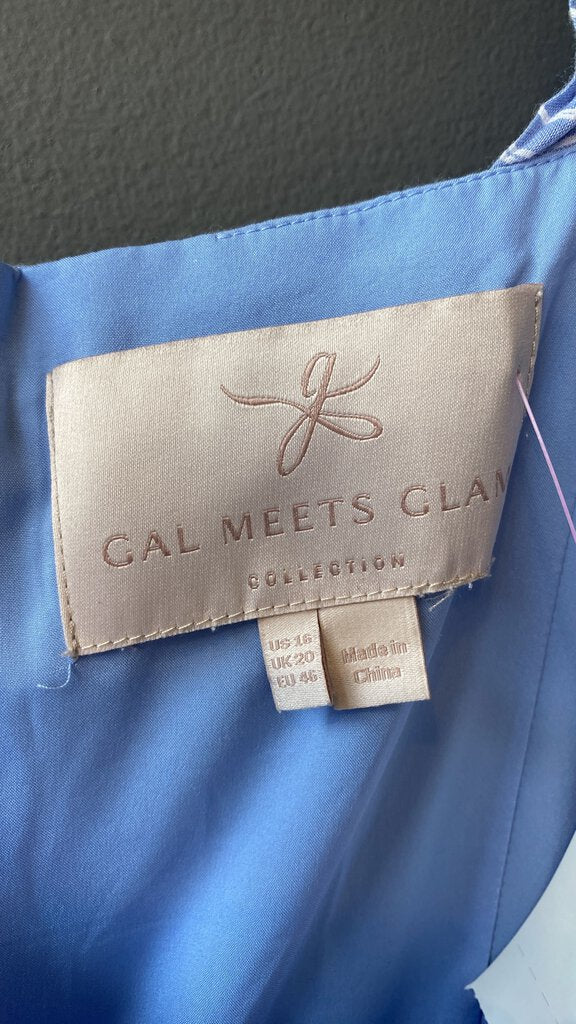 g
GAL MEETS GLAM
COLLECTION
US 16
UK 20
EU 46
Made in
China